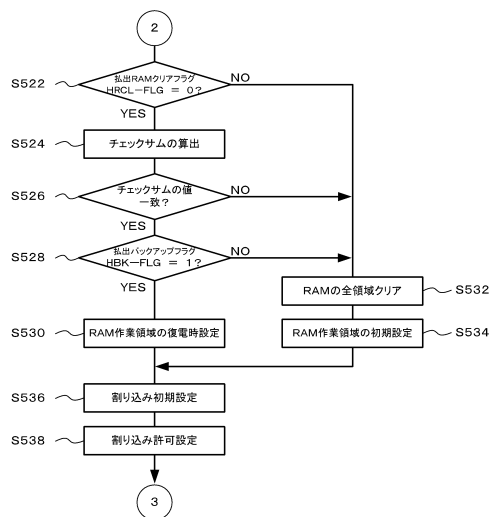 2
S522
払出RAMクリアフラグ
HRCL-FLG = 0?
NO
YES
S524
チェックサムの算出
S526
チェックサムの値
一致?
NO
YES
S528
払出バックアップフラグ
HBK-FLG = 1?
NO
YES
RAMの全領域クリア
S532
S530
RAM作業領域の復電時設定
RAM作業領域の初期設定
S534
S536
割り込み初期設定
S538
割り込み許可設定
3